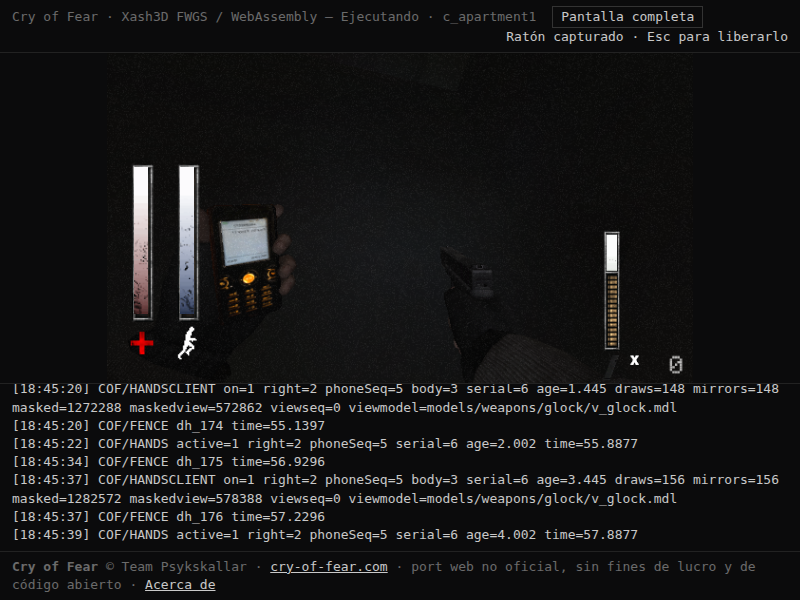 Cry of Fear · Xash3D FWGS / WebAssembly — Ejecutando · c_apartment1
Pantalla completa
Ratón capturado · Esc para liberarlo
x
0
[18:45:20] COF/HANDSCLIENT on=1 right=2 phoneSeq=5 body=3 serial=6 age=1.445 draws=148 mirrors=148
masked=1272288 maskedview=572862 viewseq=0 viewmodel=models/weapons/glock/v_glock.mdl
[18:45:20] COF/FENCE dh_174 time=55.1397
[18:45:22] COF/HANDS active=1 right=2 phoneSeq=5 serial=6 age=2.002 time=55.8877
[18:45:34] COF/FENCE dh_175 time=56.9296
[18:45:37] COF/HANDSCLIENT on=1 right=2 phoneSeq=5 body=3 serial=6 age=3.445 draws=156 mirrors=156
masked=1282572 maskedview=578388 viewseq=0 viewmodel=models/weapons/glock/v_glock.mdl
[18:45:37] COF/FENCE dh_176 time=57.2296
[18:45:39] COF/HANDS active=1 right=2 phoneSeq=5 serial=6 age=4.002 time=57.8877
Cry of Fear © Team Psykskallar · cry-of-fear.com · port web no oficial, sin fines de lucro y de
código abierto · Acerca de